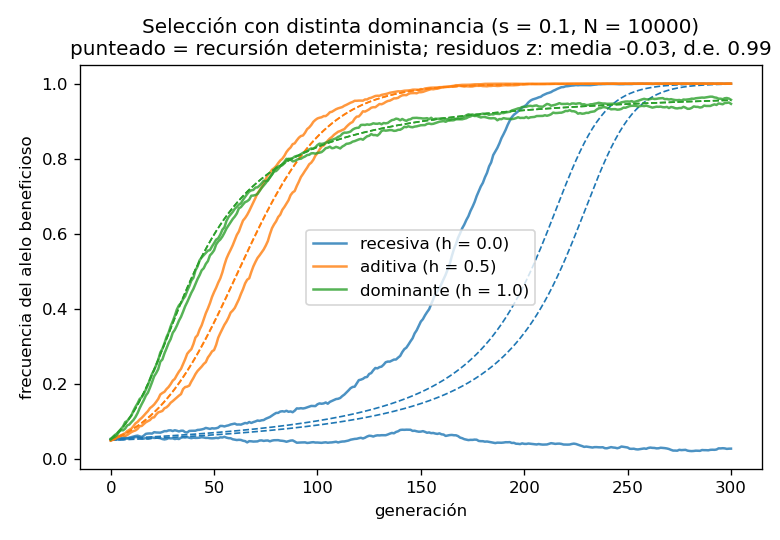 Selección con distinta dominancia (s = 0.1, N = 10000)
punteado = recursión determinista; residuos z: media -0.03, d.e. 0.99
1.0
0.8
0.6
0.4
0.2
0.0
frecuencia del alelo beneficioso
recesiva (h = 0.0)
aditiva (h = 0.5)
dominante (h = 1.0)
0 50 100 150 200 250 300
generación